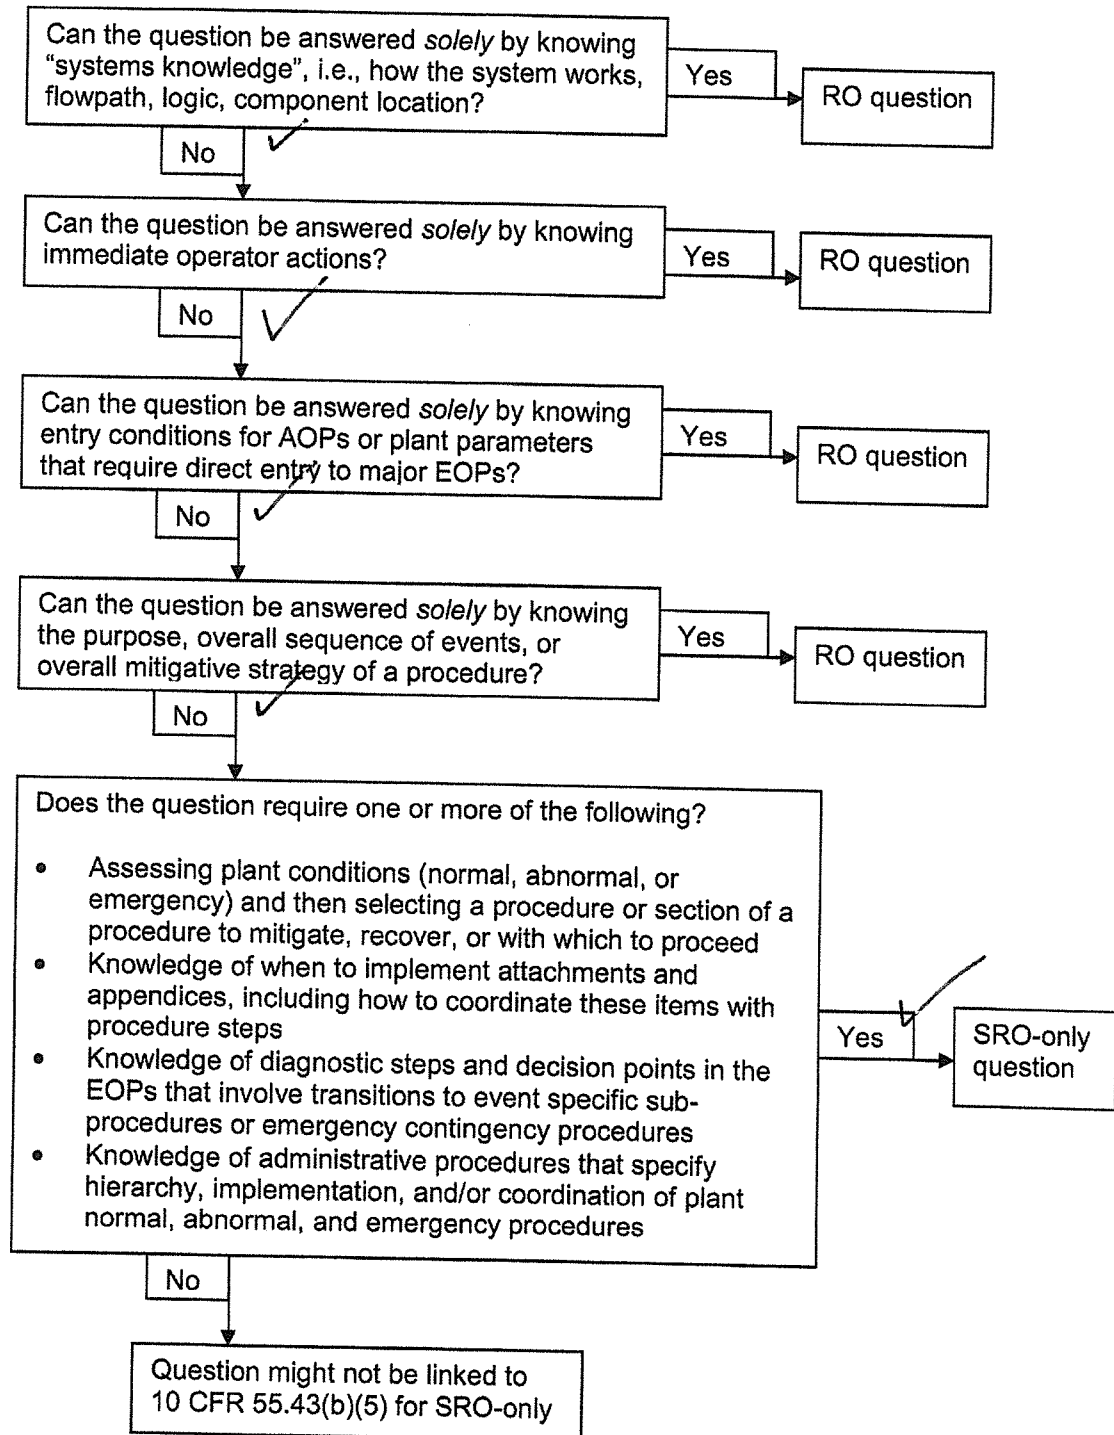 Can the question be answered solely by knowing
“systems knowledge”, i.e., how the system works,
flowpath, logic, component location?
Yes
RO question
No
Can the question be answered solely by knowing
immediate operator actions?
Yes
RO question
No
Can the question be answered solely by knowing
entry conditions for AOPs or plant parameters
that require direct entry to major EOPs?
Yes
RO question
No
Can the question be answered solely by knowing
the purpose, overall sequence of events, or
overall mitigative strategy of a procedure?
Yes
RO question
No
Does the question require one or more of the following?
• Assessing plant conditions (normal, abnormal, or
emergency) and then selecting a procedure or section of a
procedure to mitigate, recover, or with which to proceed
• Knowledge of when to implement attachments and
appendices, including how to coordinate these items with
procedure steps
• Knowledge of diagnostic steps and decision points in the
EOPs that involve transitions to event specific sub-
procedures or emergency contingency procedures
• Knowledge of administrative procedures that specify
hierarchy, implementation, and/or coordination of plant
normal, abnormal, and emergency procedures
Yes
SRO-only
question
No
Question might not be linked to
10 CFR 55.43(b)(5) for SRO-only